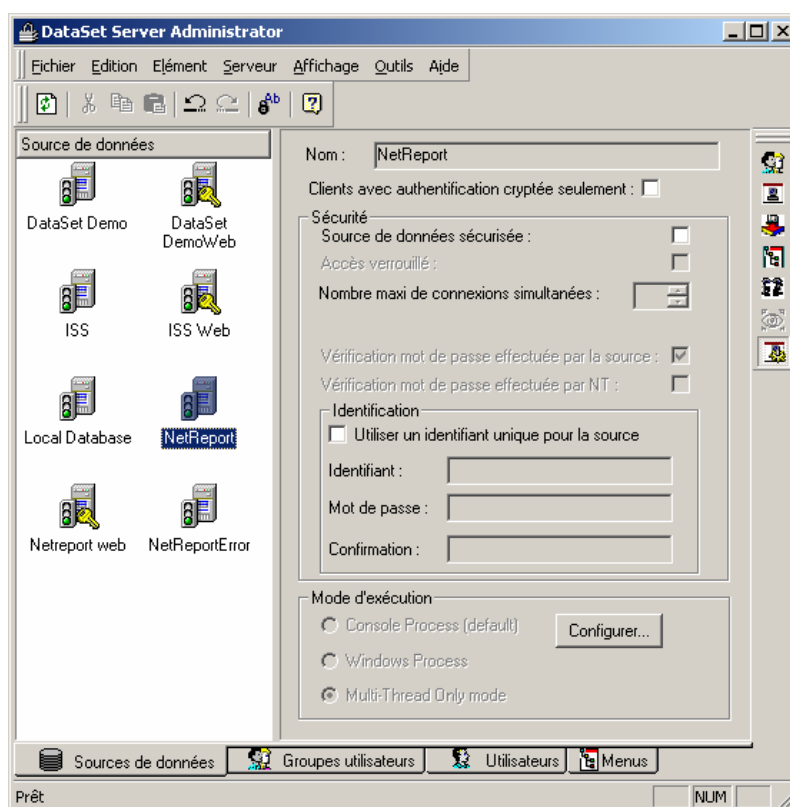 DataSet Server Administrator
Fichier Edition Elément Serveur Affichage Outils Aide
Ab
Source de données
DataSet Demo
DataSet
DemoWeb
ISS
ISS Web
Local Database
NetReport
Netreport web
NetReportError
Nom : NetReport
Clients avec authentification cryptée seulement :
Sécurité
Source de données sécurisée :
Accès verrouillé :
Nombre maxi de connexions simultanées :
Vérification mot de passe effectuée par la source :
Vérification mot de passe effectuée par NT :
Identification
Utiliser un identifiant unique pour la source
Identifiant :
Mot de passe :
Confirmation :
Mode d'exécution
Console Process (default)
Configurer...
Windows Process
Multi-Thread Only mode
Sources de données Groupes utilisateurs Utilisateurs Menus
Prêt NUM